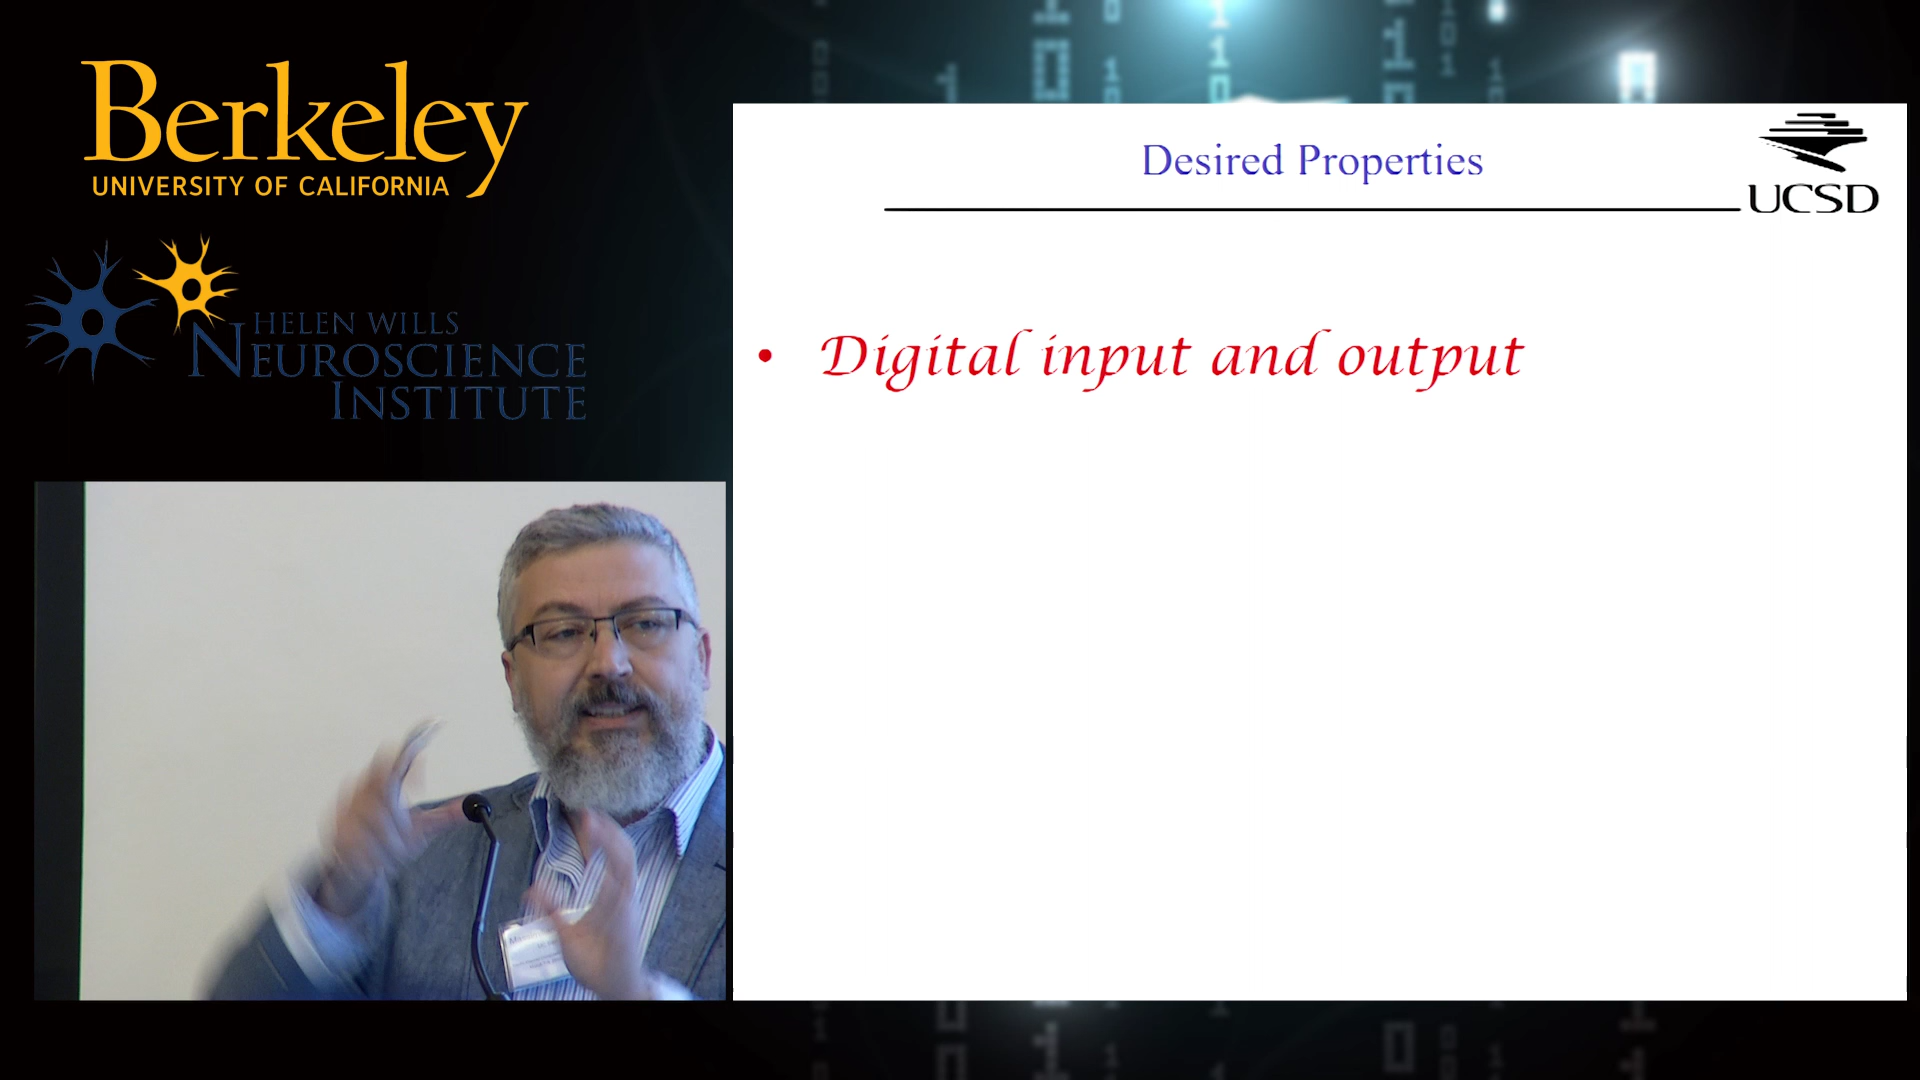 Berkeley
UNIVERSITY OF CALIFORNIA
HELEN WILLS
NEUROSCIENCE
INSTITUTE
Desired Properties
UCSD
• Digital input and output